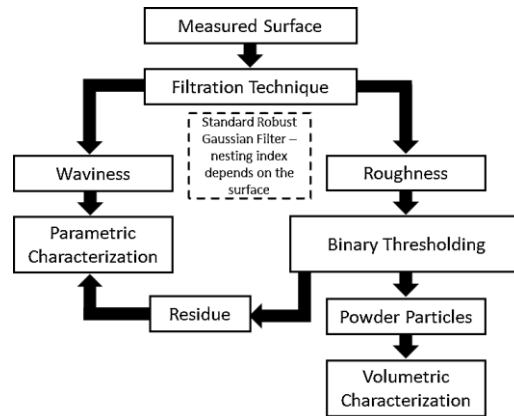 Measured Surface
Filtration Technique
Standard Robust
Gaussian Filter –
nesting index
depends on the
surface
Waviness
Roughness
Parametric
Characterization
Binary Thresholding
Residue
Powder Particles
Volumetric
Characterization